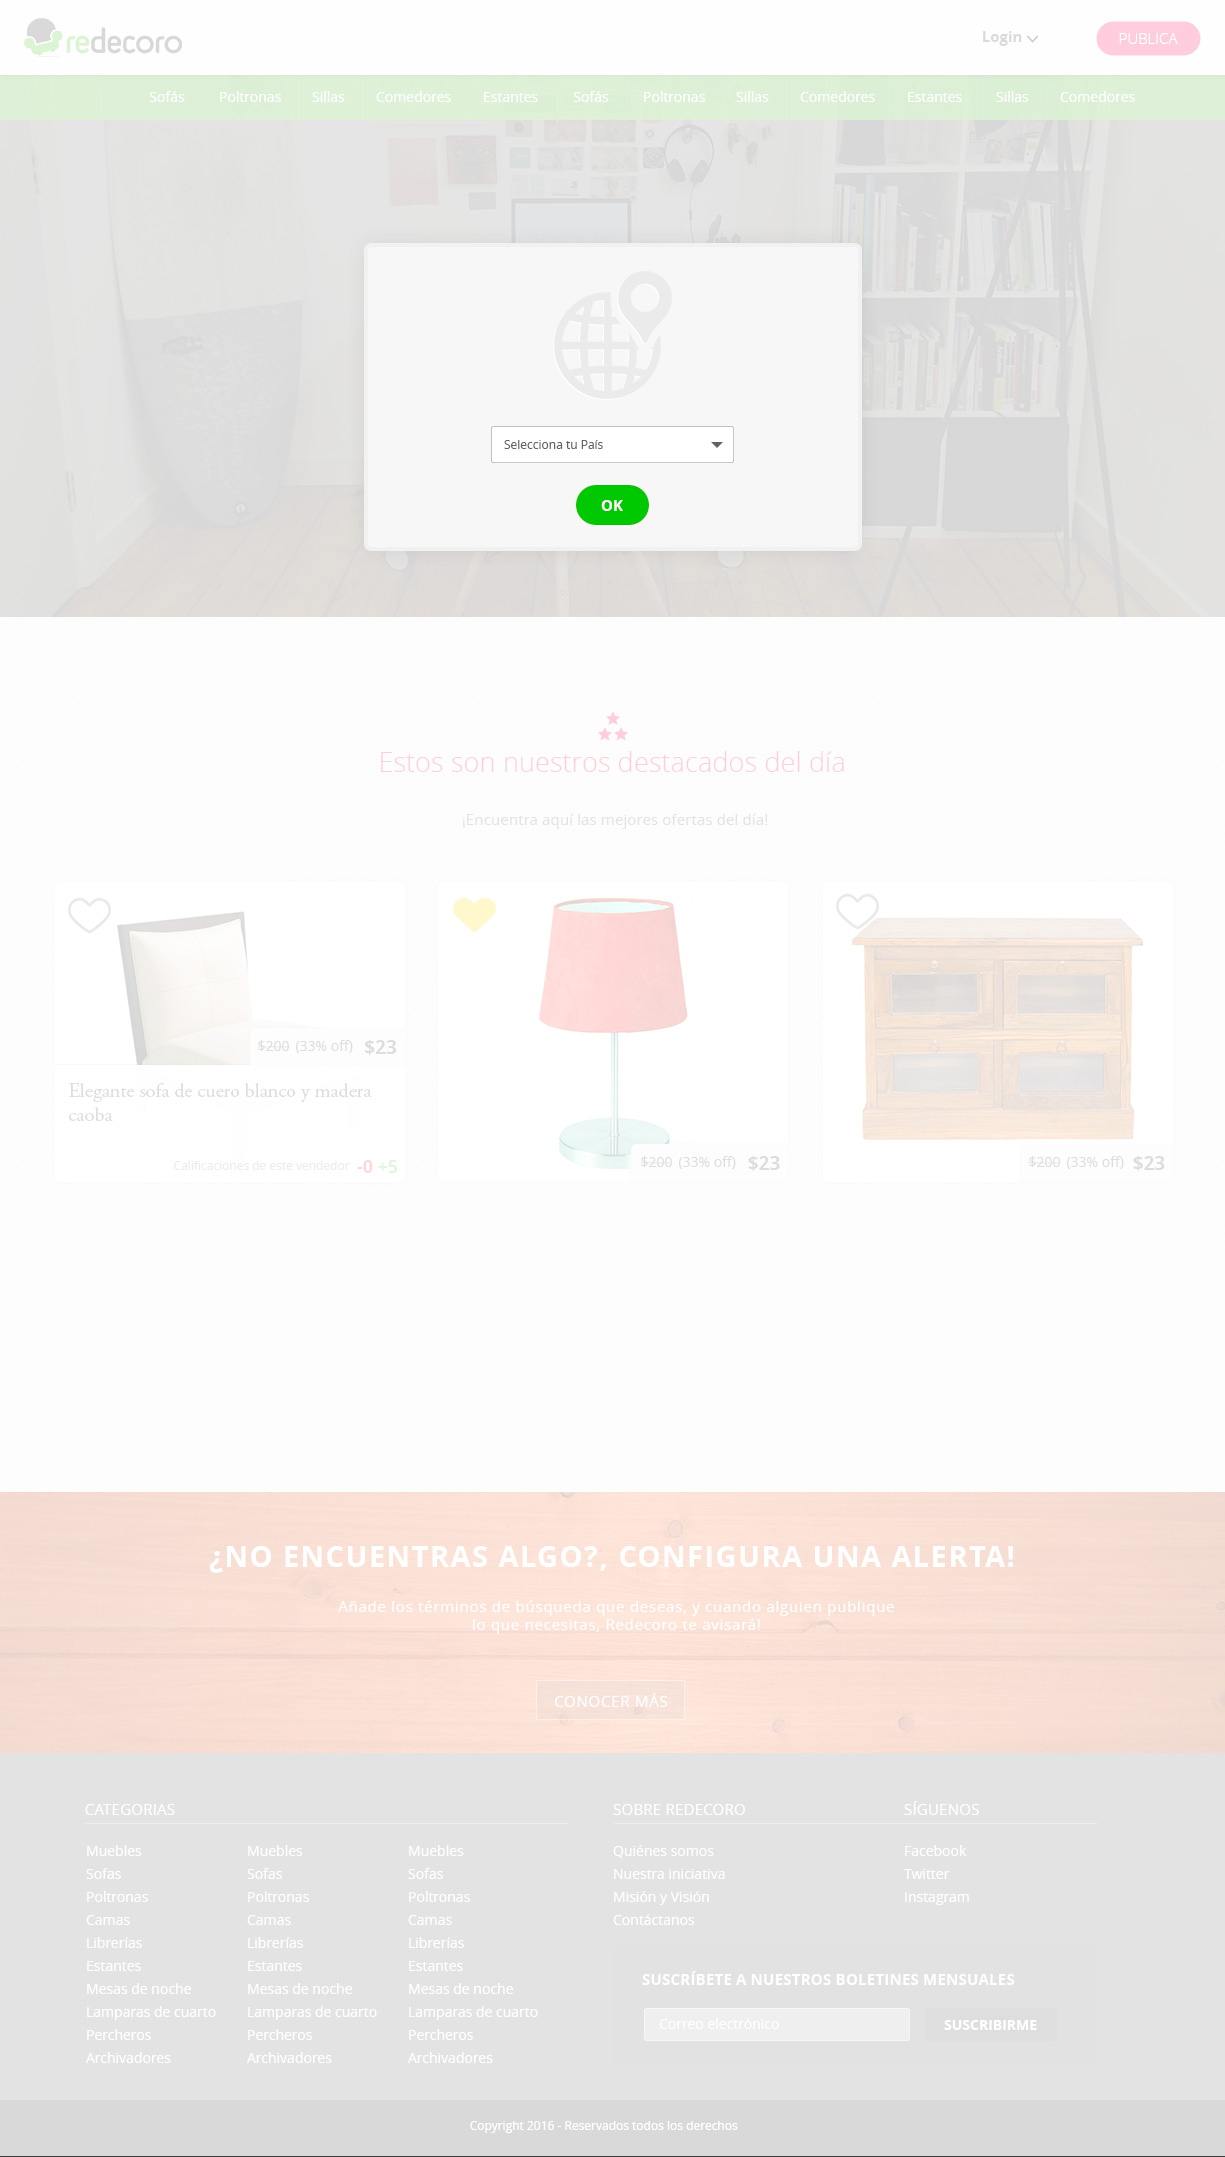 redecoro
Login
PUBLICA
Sofás Poltronas Sillas Comedores Estantes Sofás Poltronas Sillas Comedores Estantes Sillas Comedores
Selecciona tu País
OK
Estos son nuestros destacados del día
¡Encuentra aquí las mejores ofertas del día!
$200 (33% off) $23
Elegante sofa de cuero blanco y madera
caoba
Calificaciones de este vendedor -0 +5
$200 (33% off) $23
$200 (33% off) $23
¿NO ENCUENTRAS ALGO?, CONFIGURA UNA ALERTA!
Añade los términos de búsqueda que deseas, y cuando alguien publique
lo que necesitas, Redecoro te avisará!
CONOCER MÁS
CATEGORIAS
Muebles Muebles Muebles
Sofas Sofas Sofas
Poltronas Poltronas Poltronas
Camas Camas Camas
Librerías Librerías Librerías
Estantes Estantes Estantes
Mesas de noche Mesas de noche Mesas de noche
Lamparas de cuarto Lamparas de cuarto Lamparas de cuarto
Percheros Percheros Percheros
Archivadores Archivadores Archivadores
SOBRE REDECORO
Quiénes somos
Nuestra iniciativa
Misión y Visión
Contáctanos
SÍGUENOS
Facebook
Twitter
Instagram
SUSCRÍBETE A NUESTROS BOLETINES MENSUALES
Correo electrónico
SUSCRIBIRME
Copyright 2016 - Reservados todos los derechos